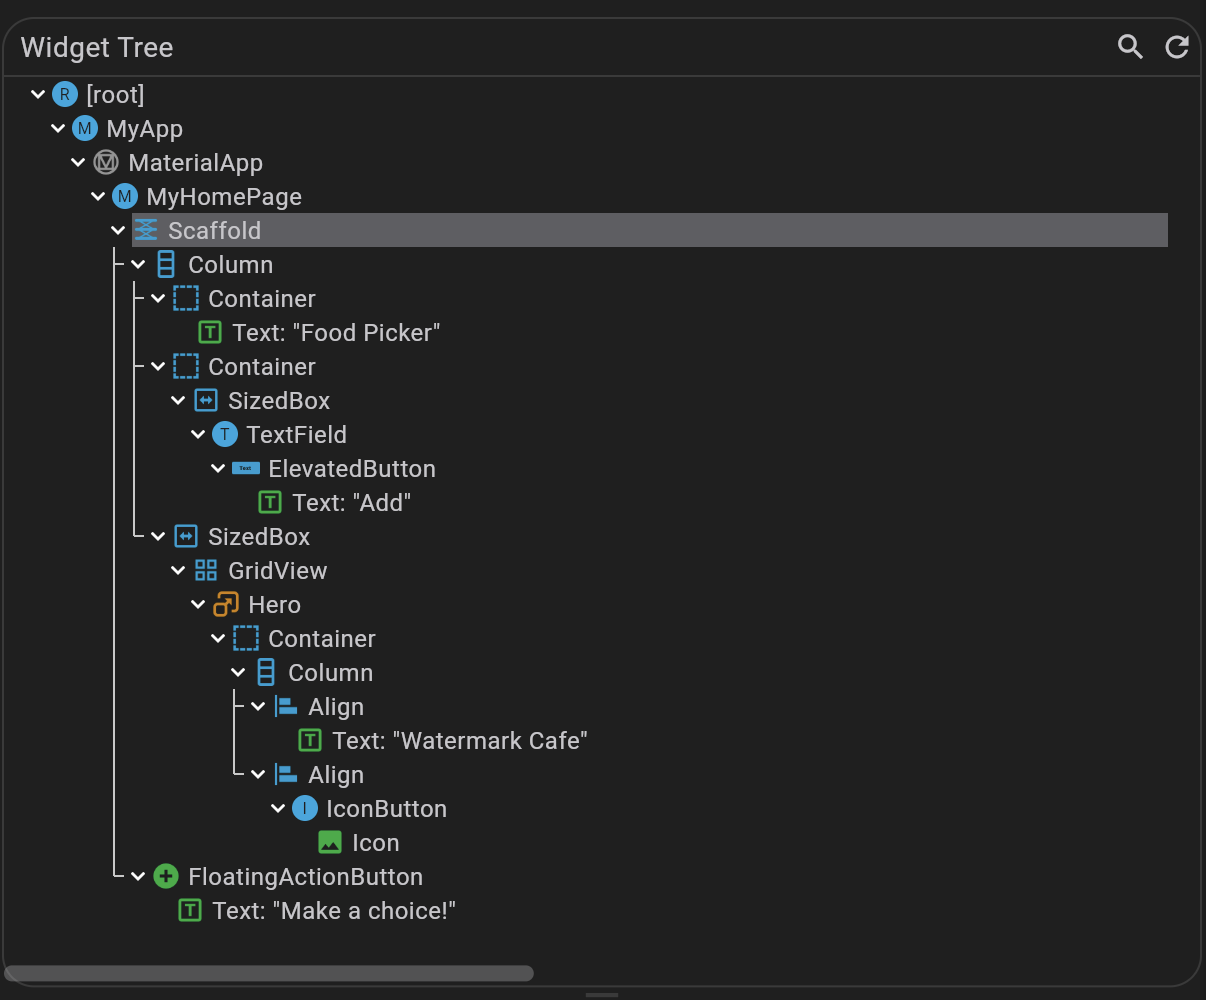 Widget Tree
R [root]
M MyApp
MaterialApp
M MyHomePage
Scaffold
Column
Container
T Text: "Food Picker"
Container
SizedBox
T TextField
Text ElevatedButton
T Text: "Add"
SizedBox
GridView
Hero
Container
Column
Align
T Text: "Watermark Cafe"
Align
I IconButton
Icon
FloatingActionButton
T Text: "Make a choice!"